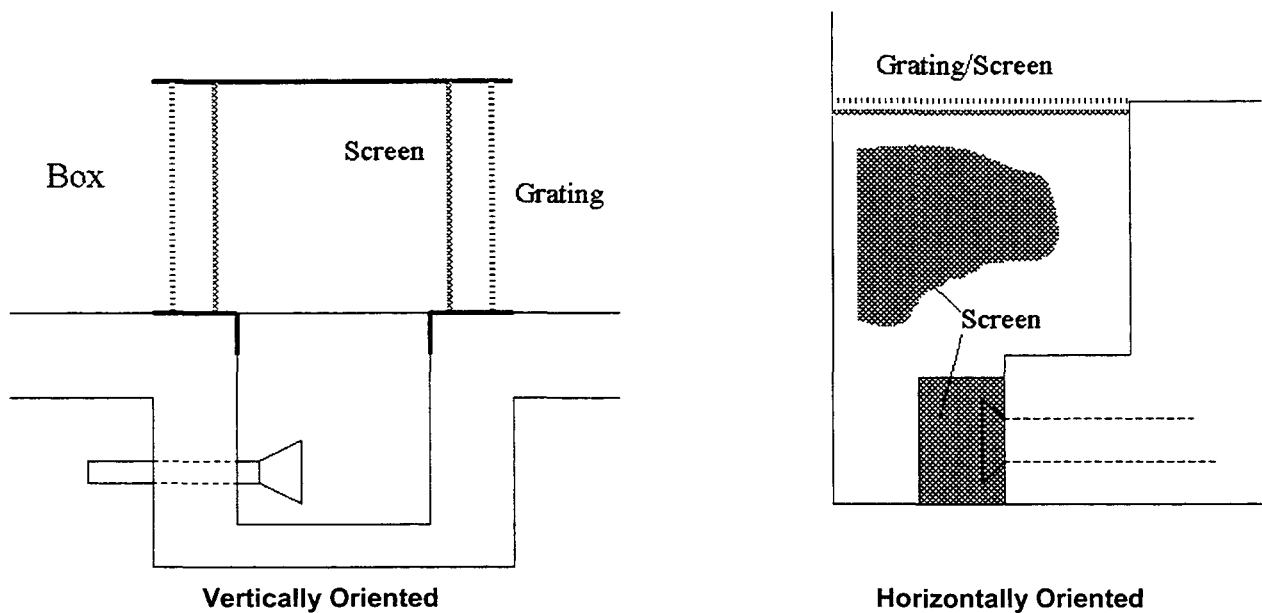 Box
Screen
Grating
Vertically Oriented
Grating/Screen
Screen
Horizontally Oriented